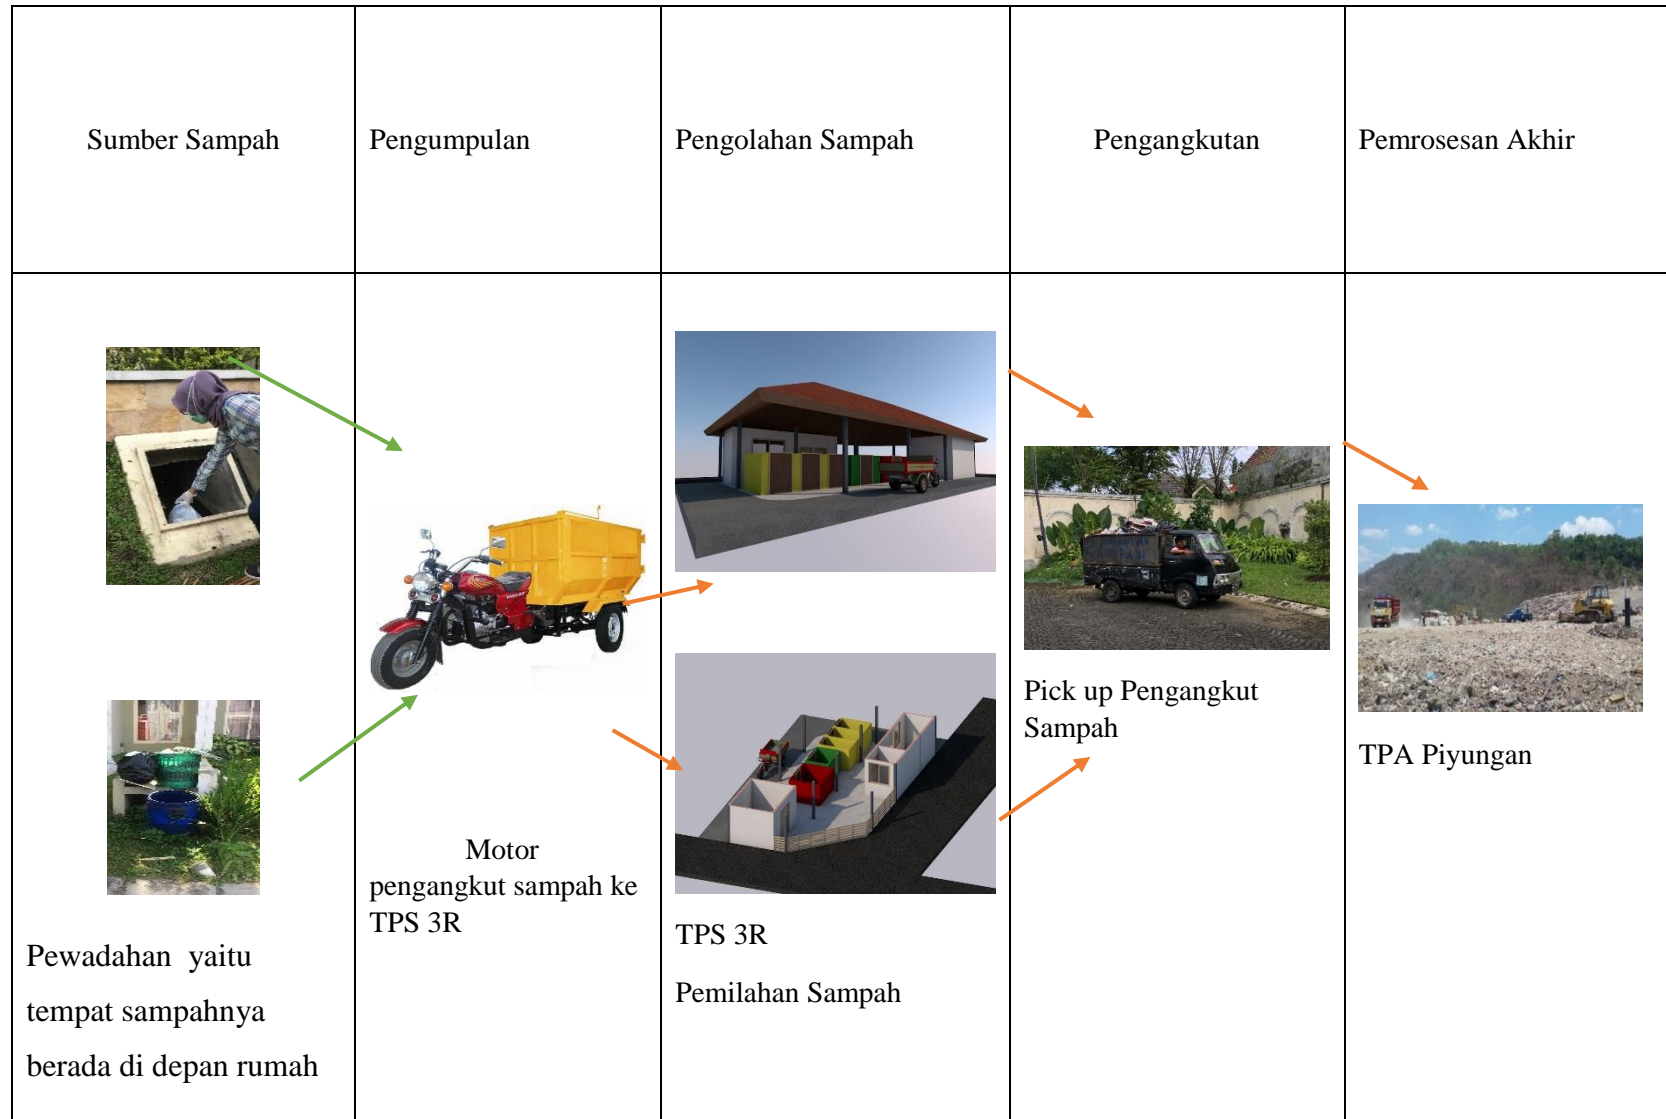 Sumber Sampah
Pengumpulan
Pengolahan Sampah
Pengangkutan
Pemrosesan Akhir
Pewadahan yaitu
tempat sampahnya
berada di depan rumah
Motor
pengangkut sampah ke
TPS 3R
TPS 3R
Pemilahan Sampah
Pick up Pengangkut
Sampah
TPA Piyungan